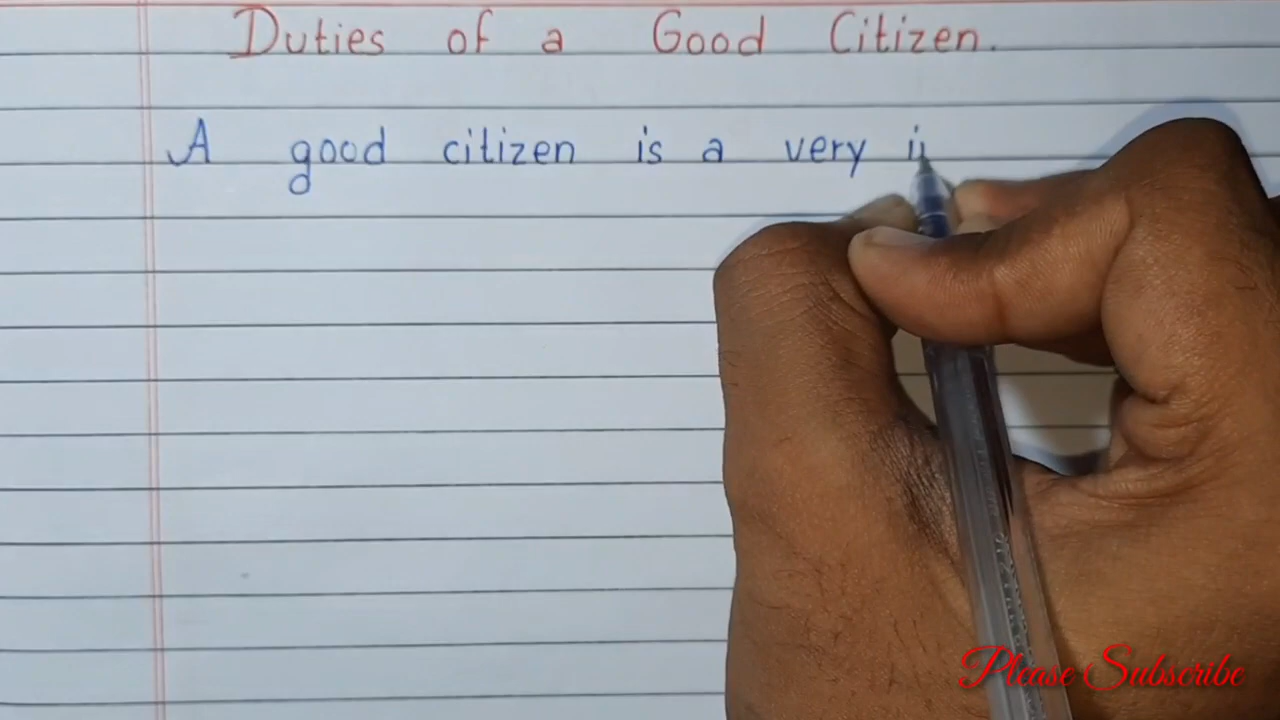 Duties of a Good Citizen.
A good citizen is a very
Please Subscribe